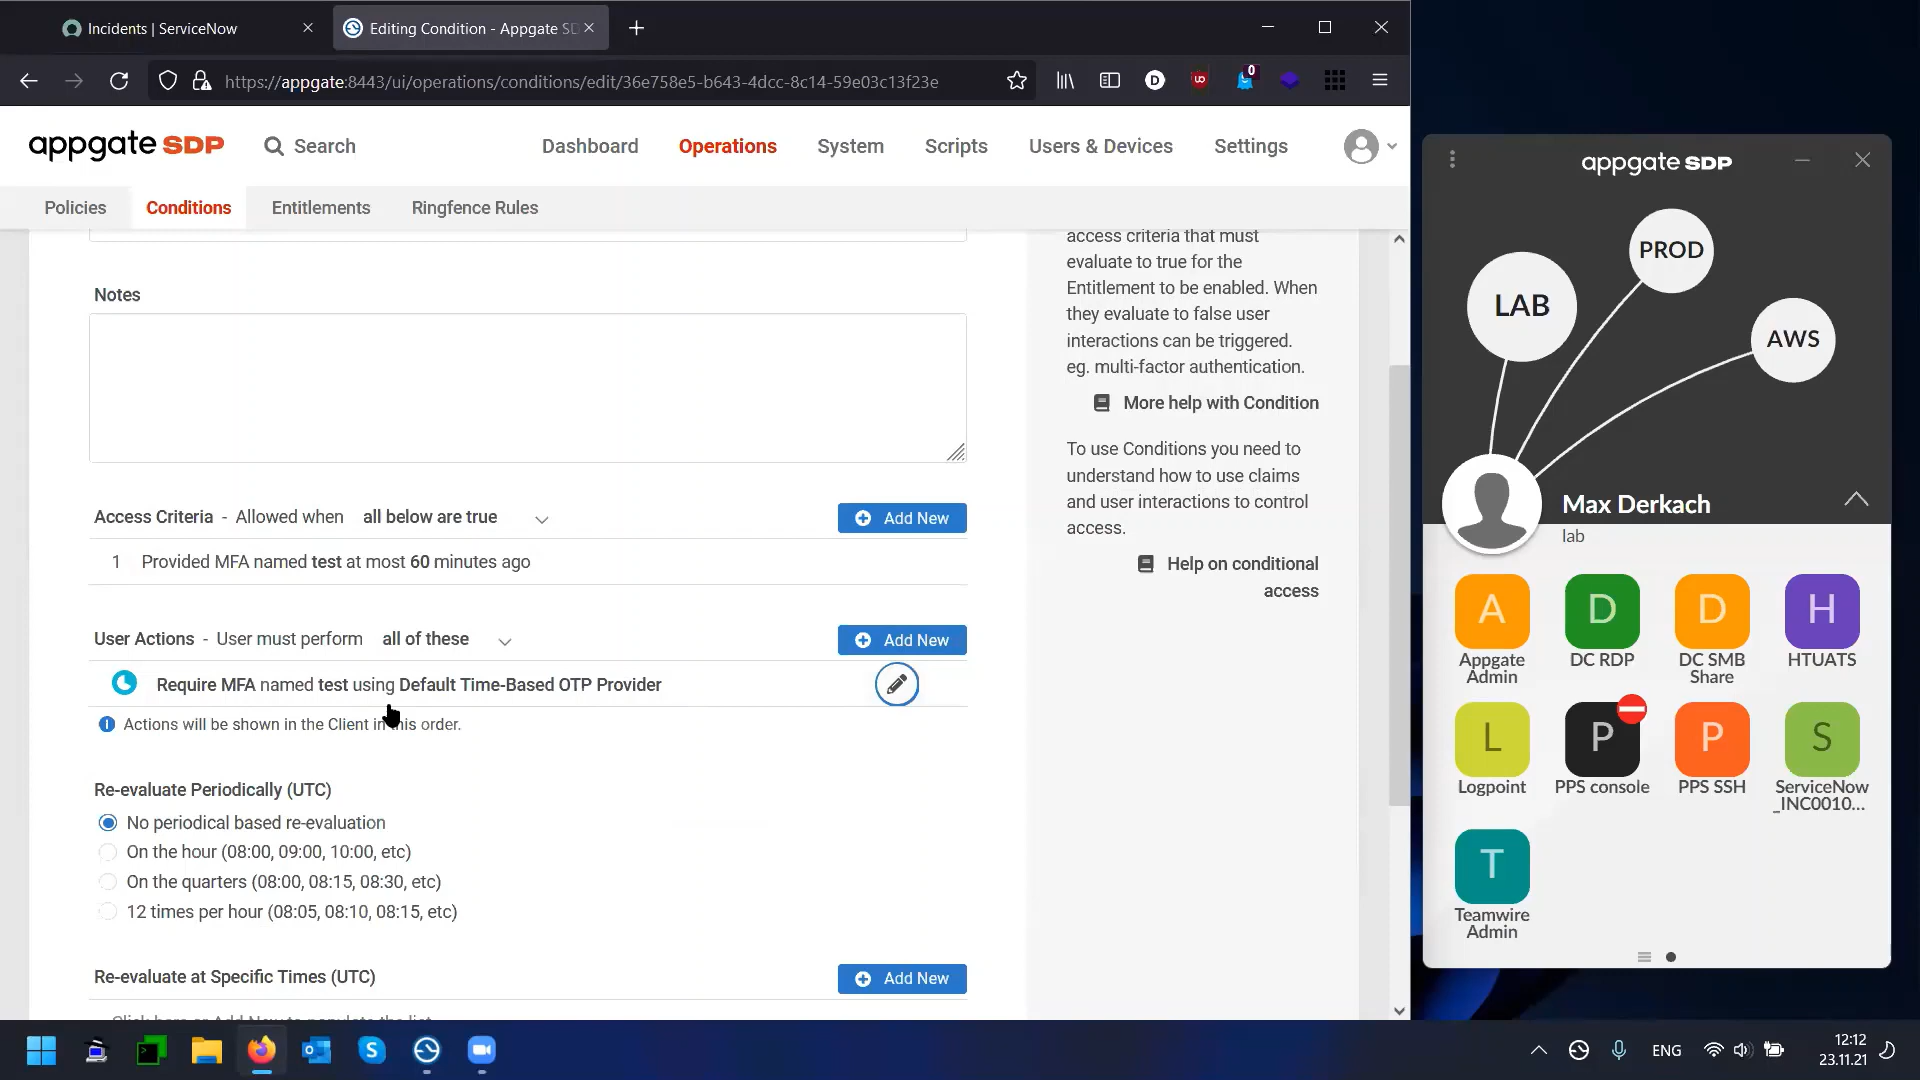 Incidents | ServiceNow
Editing Condition - Appgate SD
https://appgate:8443/ui/operations/conditions/edit/36e758e5-b643-4dcc-8c14-59e03c13f23e
D
0
appgate SDP
Search
Dashboard
Operations
System
Scripts
Users & Devices
Settings
Policies
Conditions
Entitlements
Ringfence Rules
Notes
Access Criteria - Allowed when all below are true
Add New
1 Provided MFA named test at most 60 minutes ago
User Actions - User must perform all of these
Add New
Require MFA named test using Default Time-Based OTP Provider
Actions will be shown in the Client in this order.
Re-evaluate Periodically (UTC)
No periodical based re-evaluation
On the hour (08:00, 09:00, 10:00, etc)
On the quarters (08:00, 08:15, 08:30, etc)
12 times per hour (08:05, 08:10, 08:15, etc)
Re-evaluate at Specific Times (UTC)
Add New
Click here or Add New to populate the list
access criteria that must
evaluate to true for the
Entitlement to be enabled. When
they evaluate to false user
interactions can be triggered.
eg. multi-factor authentication.
More help with Condition
To use Conditions you need to
understand how to use claims
and user interactions to control
access.
Help on conditional
access
appgate SDP
LAB
PROD
AWS
Max Derkach
lab
A
Appgate
Admin
D
DC RDP
D
DC SMB
Share
H
HTUATS
L
Logpoint
P
PPS console
P
PPS SSH
S
ServiceNow
_INC0010...
T
Teamwire
Admin
ENG
12:12
23.11.21